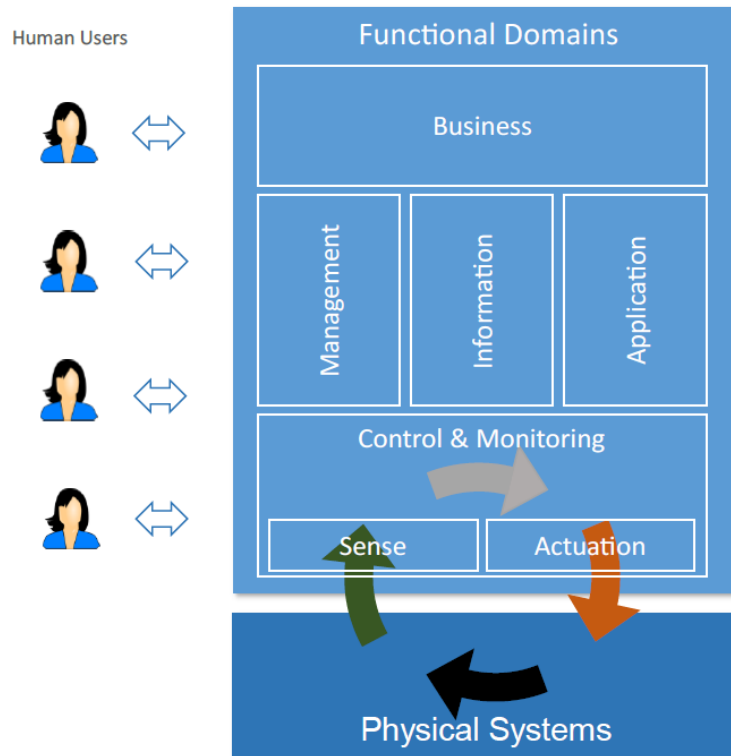 Human Users
Functional Domains
Business
Management
Information
Application
Control & Monitoring
Sense
Actuation
Physical Systems